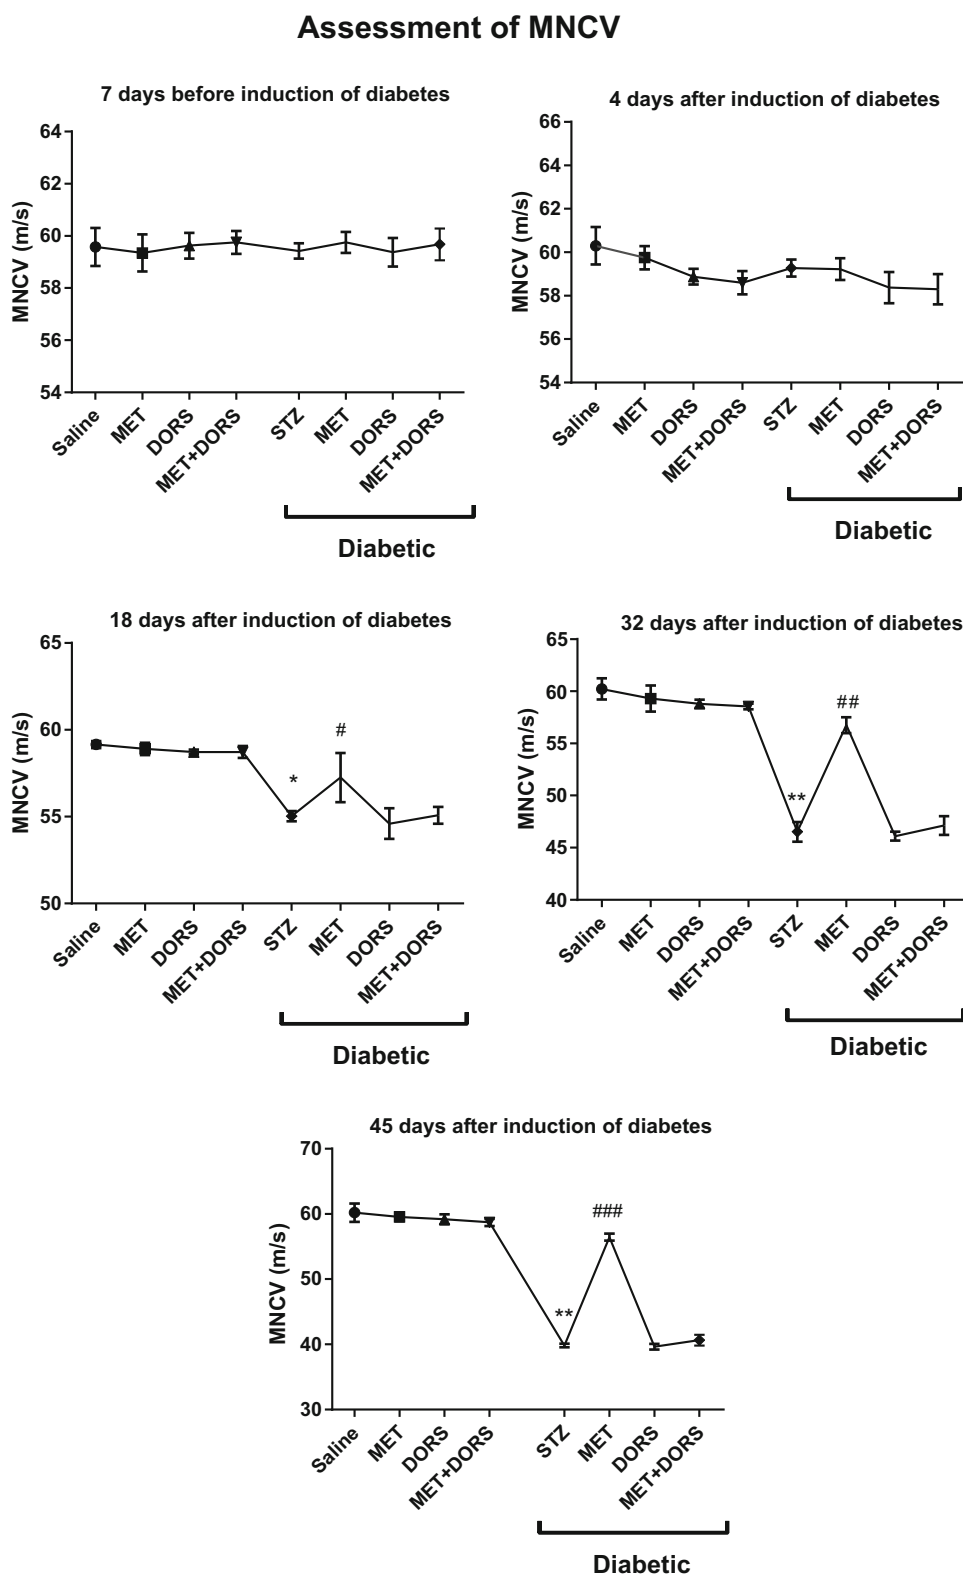 Assessment of MNCV
7 days before induction of diabetes
MNCV (m/s)
64
62
60
58
56
54
Saline
MET
DORS
MET+DORS
STZ
MET
DORS
MET+DORS
Diabetic
4 days after induction of diabetes
MNCV (m/s)
66
64
62
60
58
56
54
Saline
MET
DORS
MET+DORS
STZ
MET
DORS
MET+DORS
Diabetic
18 days after induction of diabetes
MNCV (m/s)
65
60
55
50
*
#
Saline
MET
DORS
MET+DORS
STZ
MET
DORS
MET+DORS
Diabetic
32 days after induction of diabetes
MNCV (m/s)
65
60
55
50
45
40
**
##
Saline
MET
DORS
MET+DORS
STZ
MET
DORS
MET+DORS
Diabetic
45 days after induction of diabetes
MNCV (m/s)
70
60
50
40
30
**
###
Saline
MET
DORS
MET+DORS
STZ
MET
DORS
MET+DORS
Diabetic